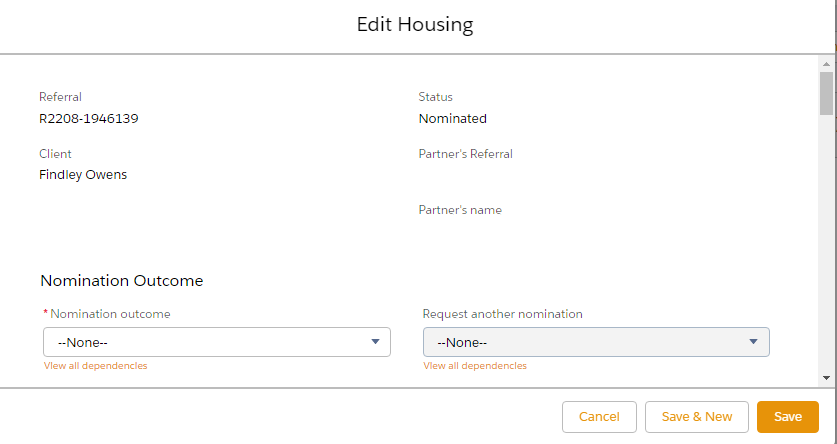 Edit Housing
Referral
R2208-1946139
Status
Nominated
Client
Findley Owens
Partner's Referral
Partner's name
Nomination Outcome
* Nomination outcome
--None--
View all dependencies
Request another nomination
--None--
View all dependencies
Cancel
Save & New
Save